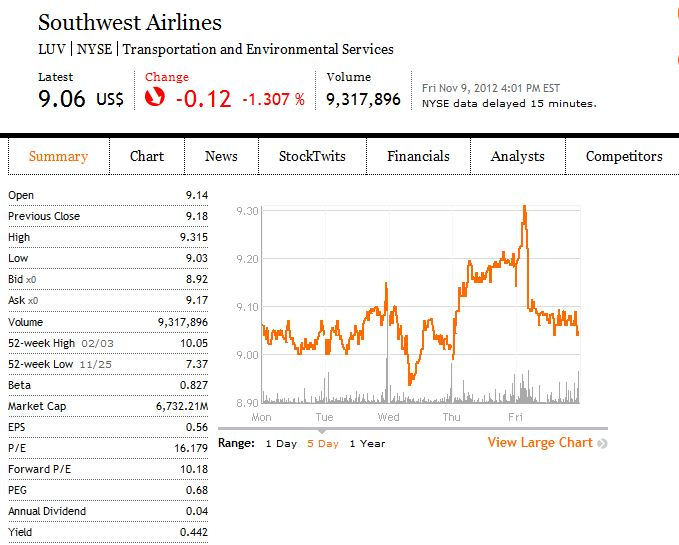 Southwest Airlines
LUV | NYSE | Transportation and Environmental Services
Latest Change Volume
9.06 US$ -0.12 -1.307 % 9,317,896
Fri Nov 9, 2012 4:01 PM EST
NYSE data delayed 15 minutes.
Summary Chart News StockTwits Financials Analysts Competitors
Open 9.14
Previous Close 9.18
High 9.315
Low 9.03
Bid x0 8.92
Ask x0 9.17
Volume 9,317,896
52-week High 02/03 10.05
52-week Low 11/25 7.37
Beta 0.827
Market Cap 6,732.21M
EPS 0.56
P/E 16.179
Forward P/E 10.18
PEG 0.68
Annual Dividend 0.04
Yield 0.442
9.30
9.20
9.10
9.00
8.90
Mon Tue Wed Thu Fri
Range: 1 Day 5 Day 1 Year View Large Chart